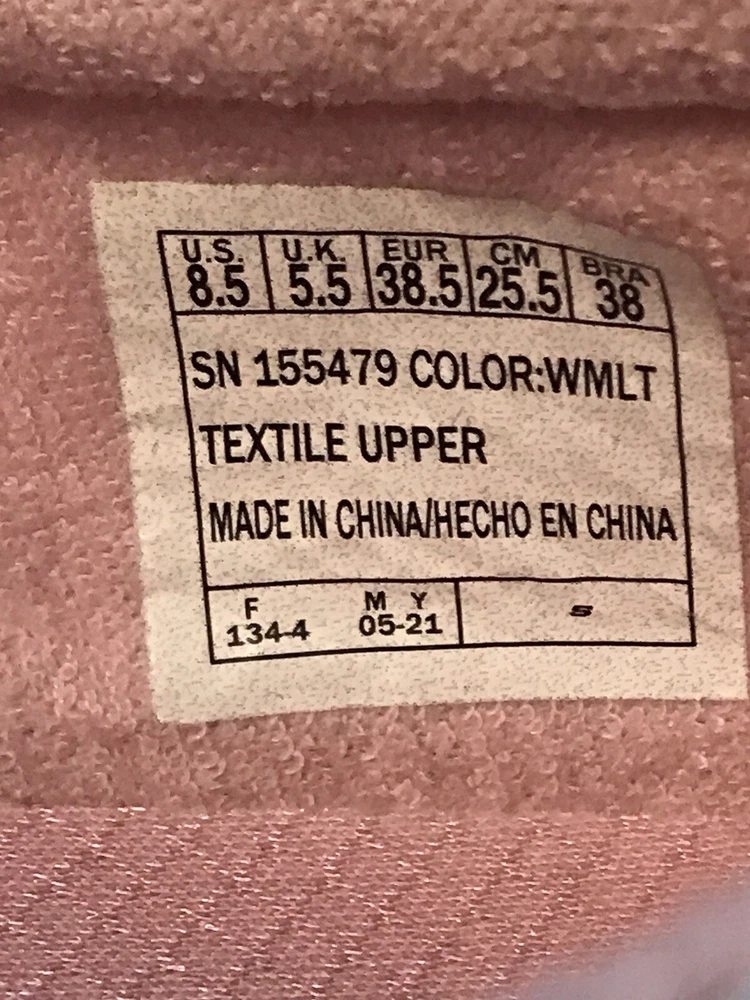 U.S. U.K. EUR CM BRA
8.5 5.5 38.5 25.5 38
SN 155479 COLOR:WMLT
TEXTILE UPPER
MADE IN CHINA/HECHO EN CHINA
F M Y
134-4 05-21
S